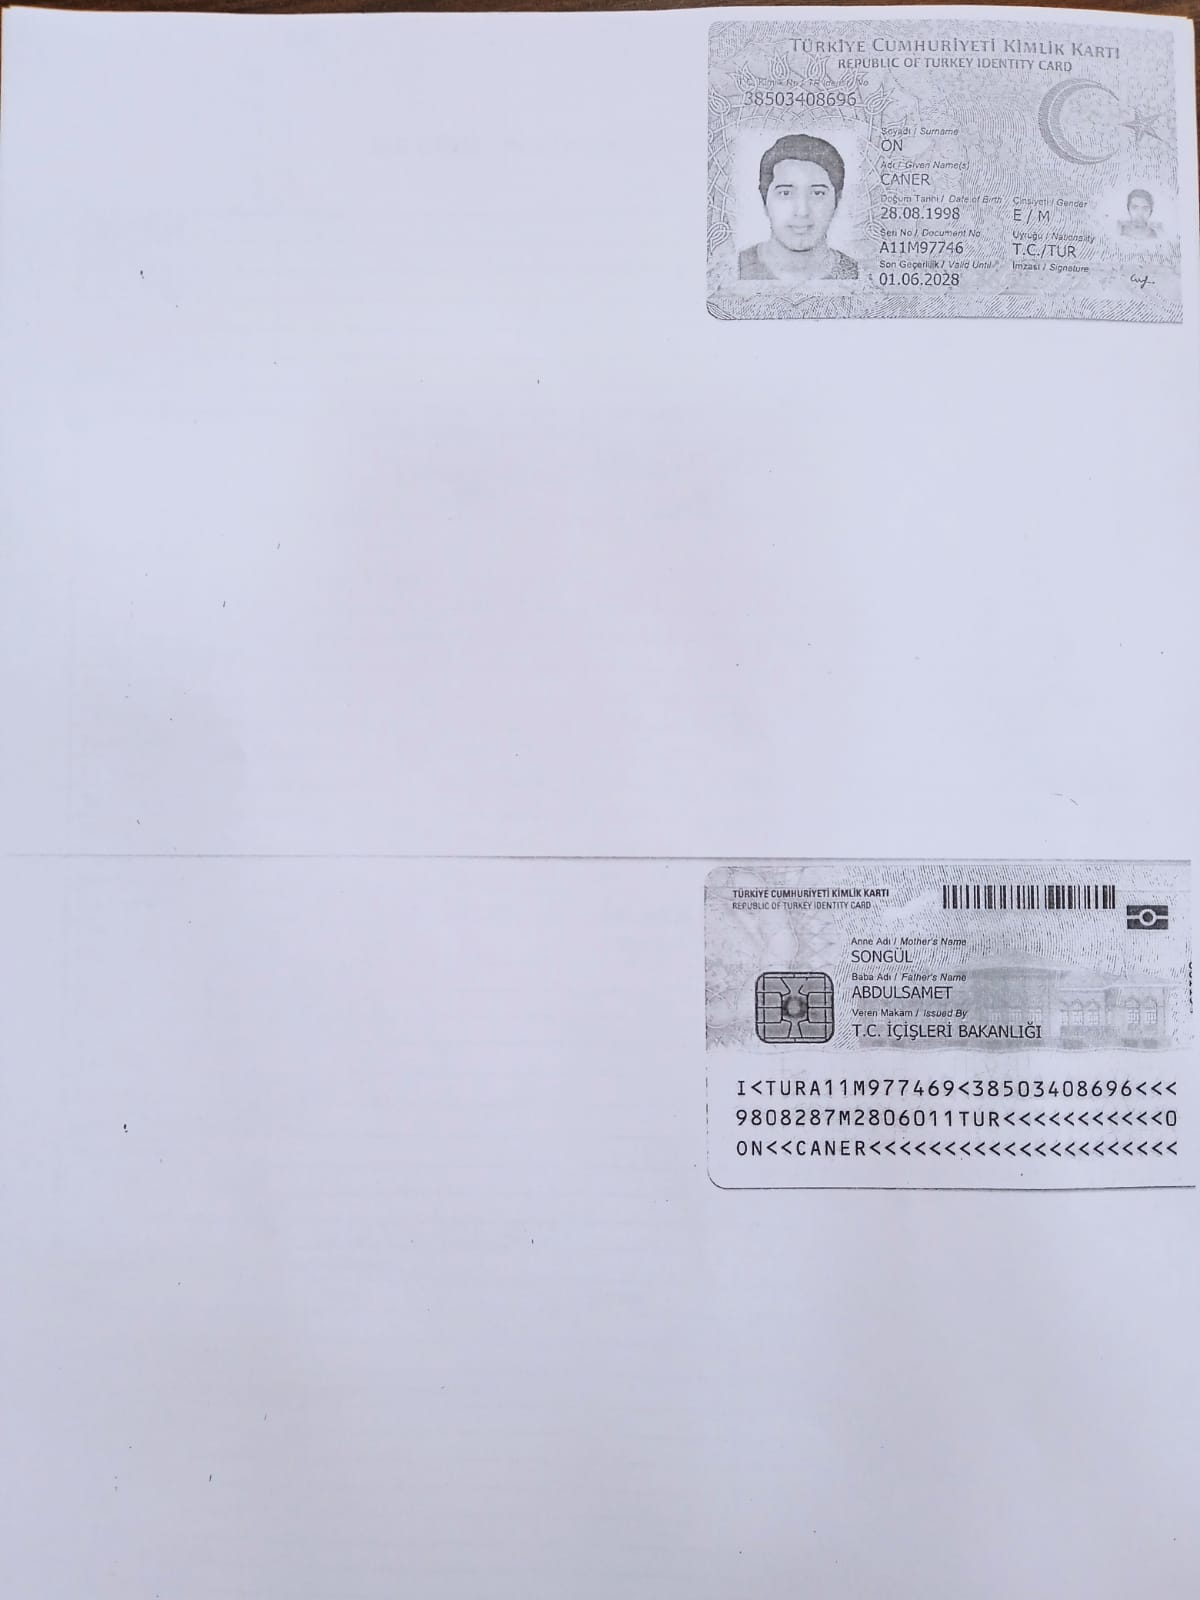 TÜRKİYE CUMHURİYETİ KİMLİK KARTI
REPUBLIC OF TURKEY IDENTITY CARD
T.C. Kimlik No / TR Identity No
38503408696
Soyadı / Surname
ON
Adı / Given Name(s)
CANER
Doğum Tarihi / Date of Birth Cinsiyeti / Gender
28.08.1998 E / M
Seri No / Document No Uyruğu / Nationality
A11M97746 T.C./TUR
Son Geçerlilik / Valid Until İmzası / Signature
01.06.2028
TÜRKİYE CUMHURİYETİ KİMLİK KARTI
REPUBLIC OF TURKEY IDENTITY CARD
Anne Adı / Mother's Name
SONGÜL
Baba Adı / Father's Name
ABDULSAMET
Veren Makam / Issued By
T.C. İÇİŞLERİ BAKANLIĞI
I<TURA11M977469<38503408696<<<
9808287M2806011TUR<<<<<<<<<<<0
ON<<CANER<<<<<<<<<<<<<<<<<<<<<